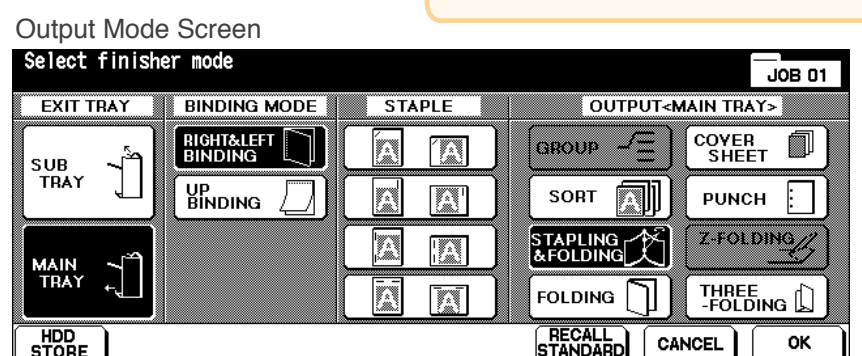 Output Mode Screen
Select finisher mode
JOB 01
EXIT TRAY
BINDING MODE
STAPLE
OUTPUT<MAIN TRAY>
SUB
TRAY
MAIN
TRAY
RIGHT&LEFT
BINDING
UP
BINDING
A A
A A
A A
A A
GROUP
COVER
SHEET
SORT A
PUNCH
STAPLING
&FOLDING
Z-FOLDING
FOLDING
THREE
-FOLDING
HDD
STORE
RECALL
STANDARD
CANCEL
OK